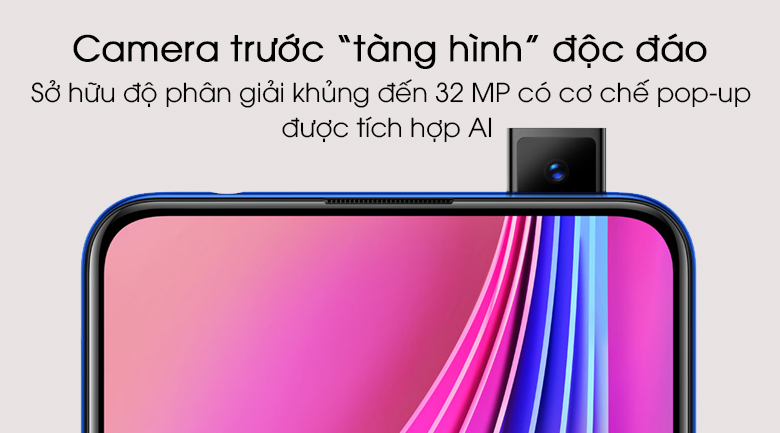 Camera trước “tàng hình” độc đáo
Sở hữu độ phân giải khủng đến 32 MP có cơ chế pop-up
được tích hợp AI